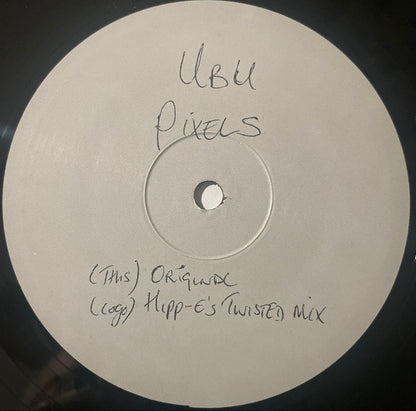 UBU
PIXELS
(THIS) ORIGINAL
(LOGO) HIPP-E'S TWISTED MIX